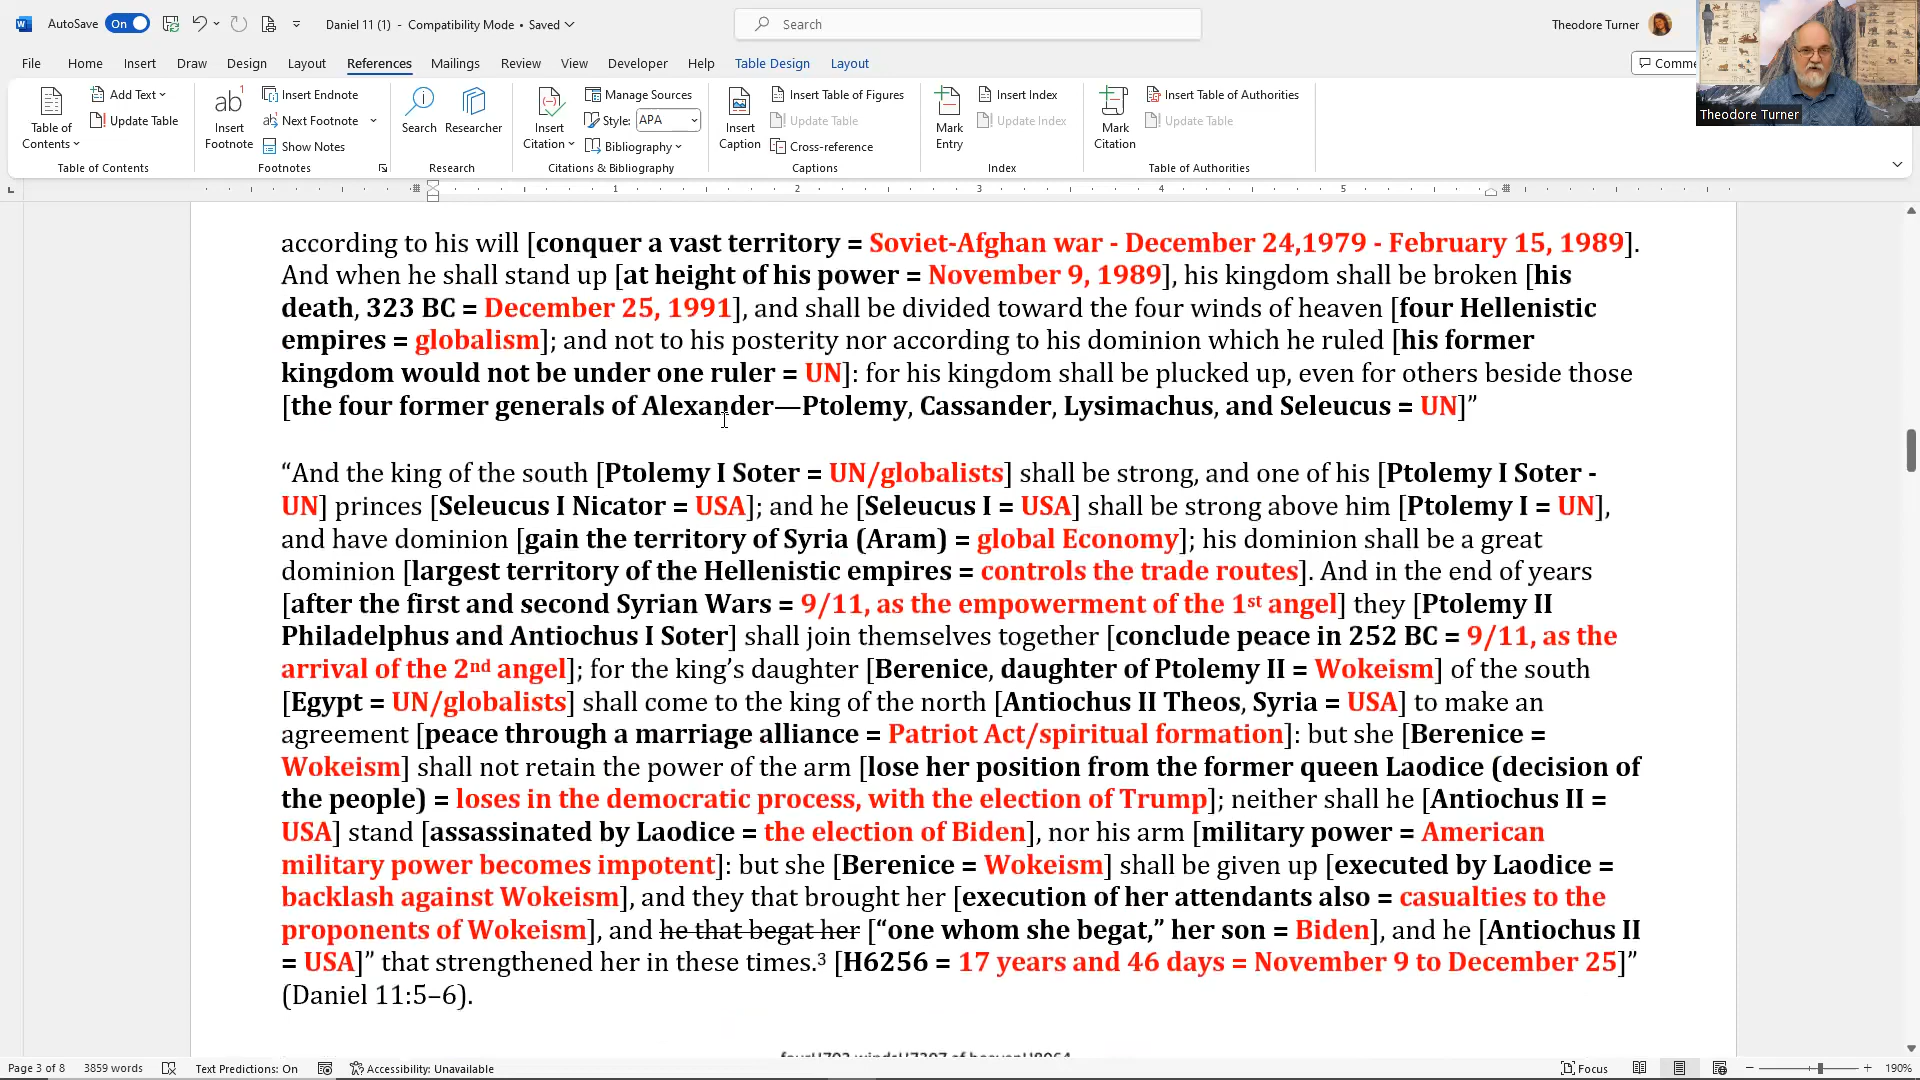 AutoSave On Daniel 11 (1) - Compatibility Mode • Saved Search Theodore Turner
File Home Insert Draw Design Layout References Mailings Review View Developer Help Table Design Layout
Table of Contents
Add Text
Update Table
Table of Contents
ab
Insert Footnote
Insert Endnote
Next Footnote
Show Notes
Footnotes
Search
Researcher
Research
Insert Citation
Manage Sources
Style: APA
Bibliography
Citations & Bibliography
Insert Caption
Insert Table of Figures
Update Table
Cross-reference
Captions
Mark Entry
Insert Index
Update Index
Index
Mark Citation
Insert Table of Authorities
Update Table
Table of Authorities
Theodore Turner
1 2 3 4 5
according to his will [conquer a vast territory = Soviet-Afghan war - December 24,1979 - February 15, 1989].
And when he shall stand up [at height of his power = November 9, 1989], his kingdom shall be broken [his
death, 323 BC = December 25, 1991], and shall be divided toward the four winds of heaven [four Hellenistic
empires = globalism]; and not to his posterity nor according to his dominion which he ruled [his former
kingdom would not be under one ruler = UN]: for his kingdom shall be plucked up, even for others beside those
[the four former generals of Alexander—Ptolemy, Cassander, Lysimachus, and Seleucus = UN]”
“And the king of the south [Ptolemy I Soter = UN/globalists] shall be strong, and one of his [Ptolemy I Soter -
UN] princes [Seleucus I Nicator = USA]; and he [Seleucus I = USA] shall be strong above him [Ptolemy I = UN],
and have dominion [gain the territory of Syria (Aram) = global Economy]; his dominion shall be a great
dominion [largest territory of the Hellenistic empires = controls the trade routes]. And in the end of years
[after the first and second Syrian Wars = 9/11, as the empowerment of the 1st angel] they [Ptolemy II
Philadelphus and Antiochus I Soter] shall join themselves together [conclude peace in 252 BC = 9/11, as the
arrival of the 2nd angel]; for the king’s daughter [Berenice, daughter of Ptolemy II = Wokeism] of the south
[Egypt = UN/globalists] shall come to the king of the north [Antiochus II Theos, Syria = USA] to make an
agreement [peace through a marriage alliance = Patriot Act/spiritual formation]: but she [Berenice =
Wokeism] shall not retain the power of the arm [lose her position from the former queen Laodice (decision of
the people) = loses in the democratic process, with the election of Trump]; neither shall he [Antiochus II =
USA] stand [assassinated by Laodice = the election of Biden], nor his arm [military power = American
military power becomes impotent]: but she [Berenice = Wokeism] shall be given up [executed by Laodice =
backlash against Wokeism], and they that brought her [execution of her attendants also = casualties to the
proponents of Wokeism], and he that begat her [“one whom she begat,” her son = Biden], and he [Antiochus II
= USA]” that strengthened her in these times.³ [H6256 = 17 years and 46 days = November 9 to December 25]”
(Daniel 11:5–6).
Page 3 of 8 3859 words Text Predictions: On Accessibility: Unavailable Focus 190%